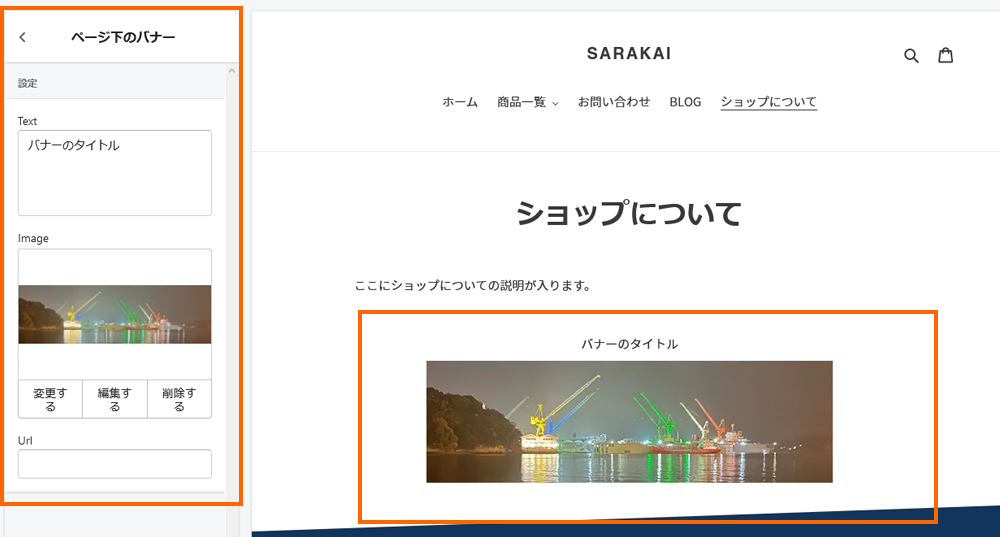 ページ下のバナー
設定
Text
バナーのタイトル
Image
変更す
る
編集す
る
削除す
る
Url
SARAKAI
ホーム 商品一覧 お問い合わせ BLOG ショップについて
ショップについて
ここにショップについての説明が入ります。
バナーのタイトル